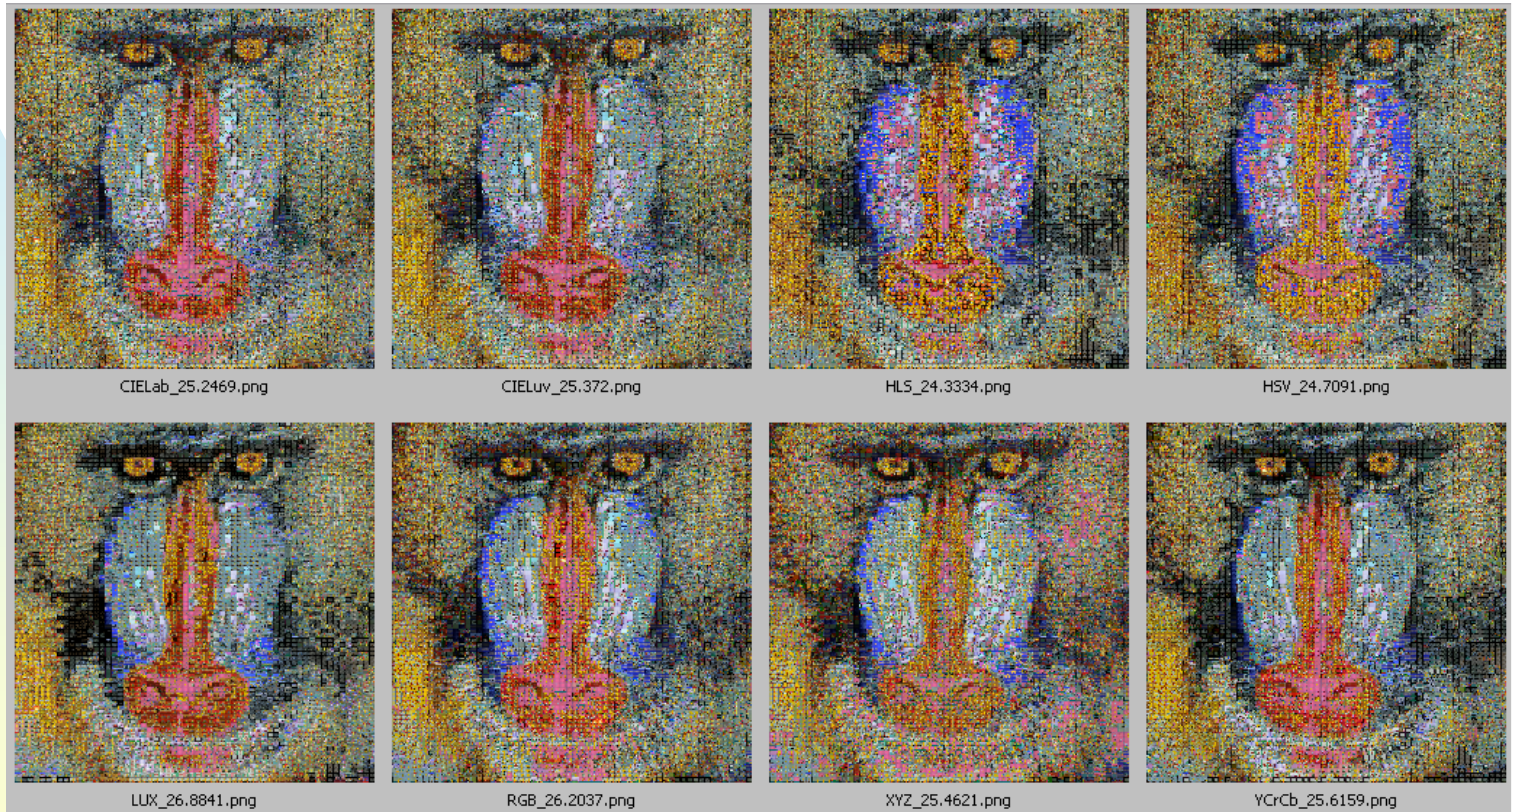 CIELab_25.2469.png
CIELuv_25.372.png
HLS_24.3334.png
HSV_24.7091.png
LUX_26.8841.png
RGB_26.2037.png
XYZ_25.4621.png
YCrCb_25.6159.png